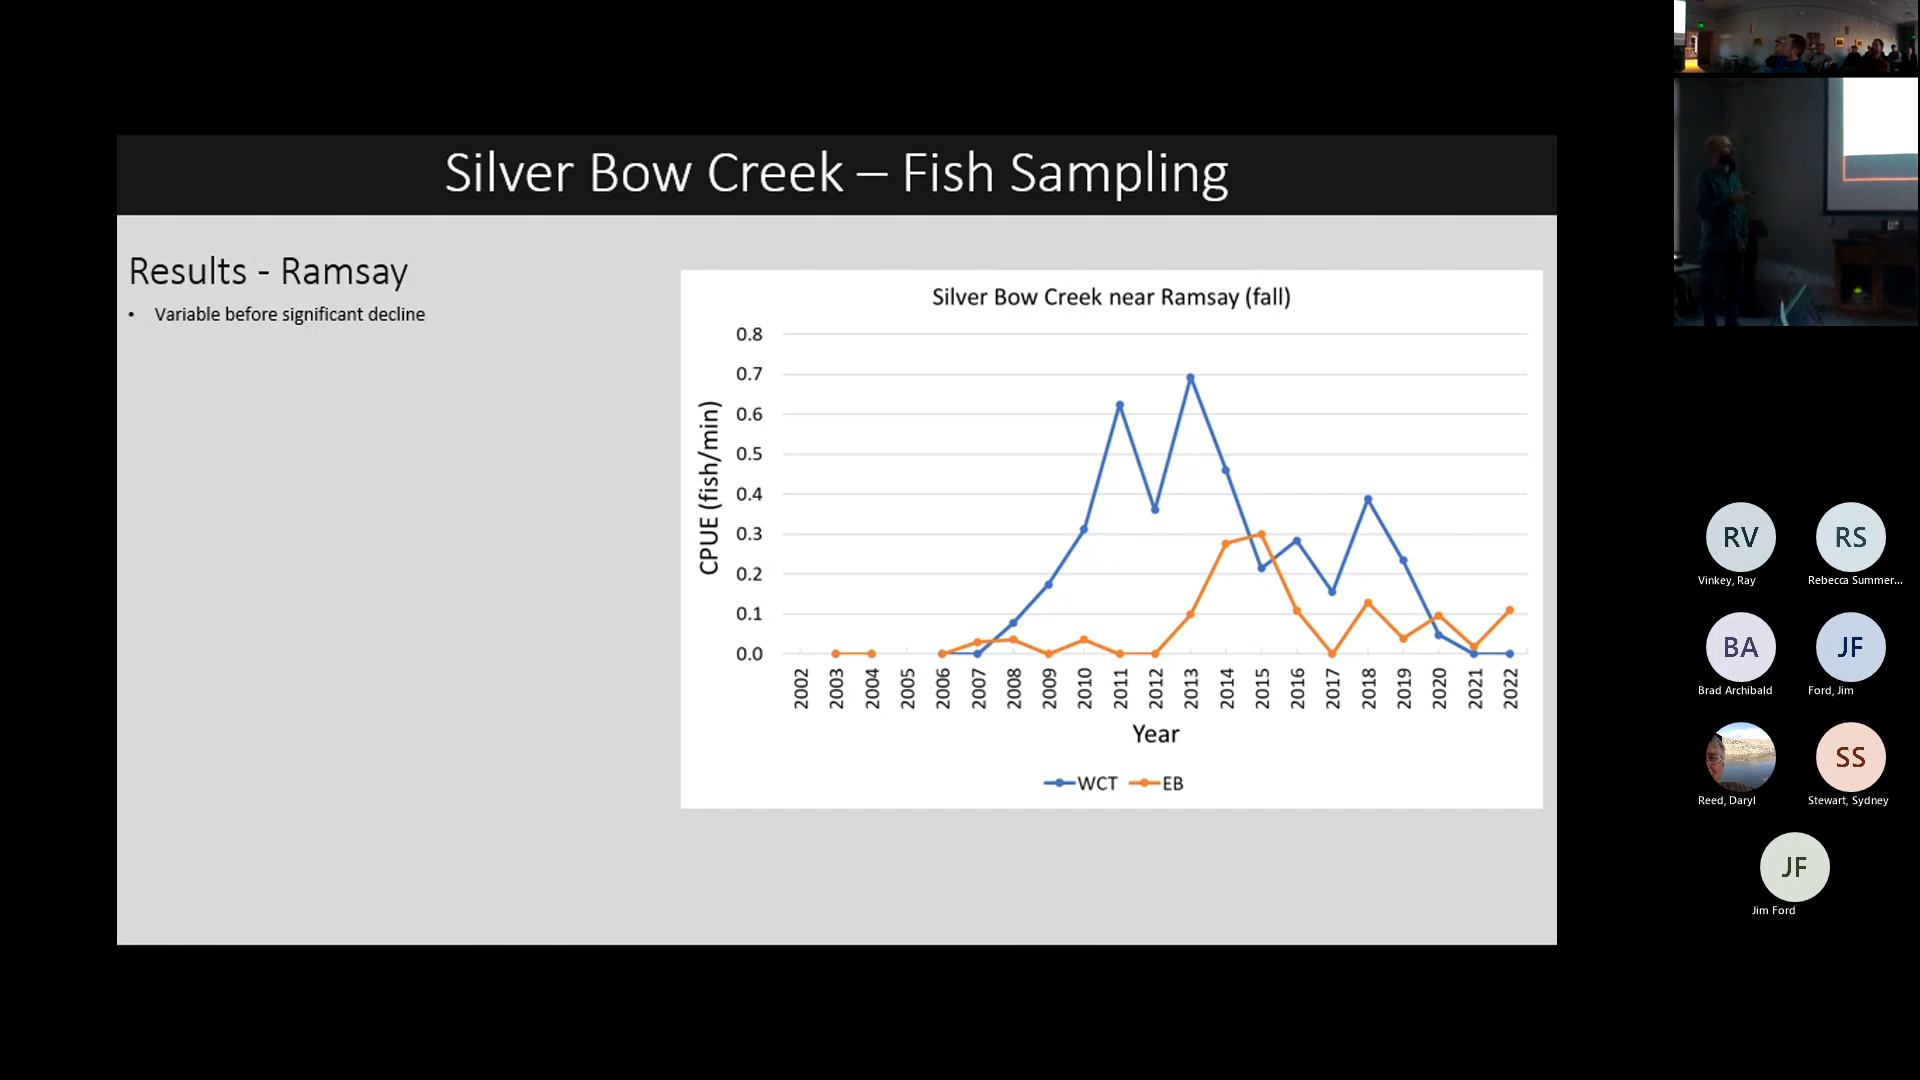 Silver Bow Creek – Fish Sampling
Results - Ramsay
• Variable before significant decline
Silver Bow Creek near Ramsay (fall)
0.8
0.7
0.6
0.5
0.4
0.3
0.2
0.1
0.0
CPUE (fish/min)
2002 2003 2004 2005 2006 2007 2008 2009 2010 2011 2012 2013 2014 2015 2016 2017 2018 2019 2020 2021 2022
Year
WCT EB
RV RS
Vinkey, Ray Rebecca Summer...
BA JF
Brad Archibald Ford, Jim
SS
Reed, Daryl Stewart, Sydney
JF
Jim Ford